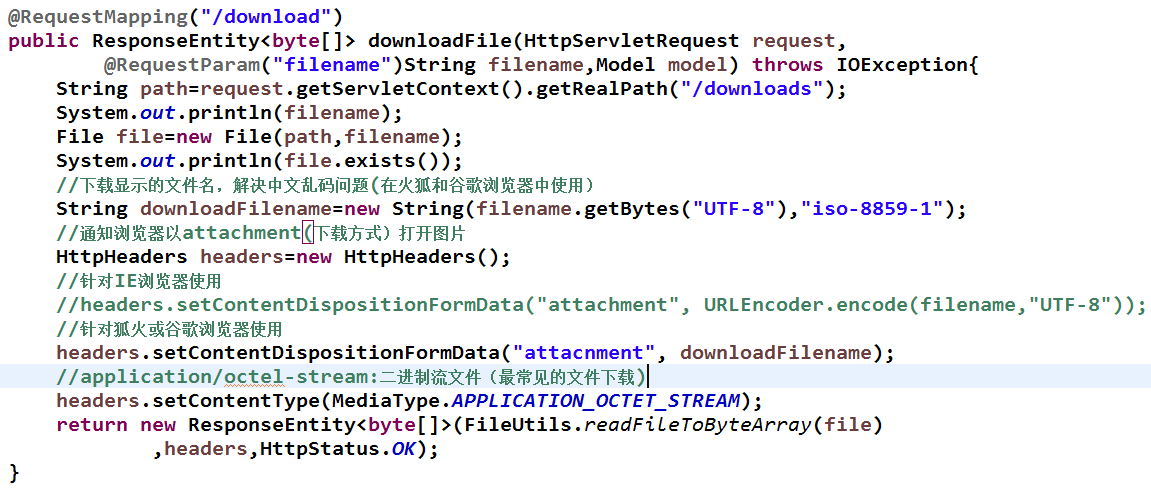 @RequestMapping("/download")
public ResponseEntity<byte[]> downloadFile(HttpServletRequest request,
        @RequestParam("filename")String filename,Model model) throws IOException{
    String path=request.getServletContext().getRealPath("/downloads");
    System.out.println(filename);
    File file=new File(path,filename);
    System.out.println(file.exists());
    //下载显示的文件名，解决中文乱码问题(在火狐和谷歌浏览器中使用)
    String downloadFilename=new String(filename.getBytes("UTF-8"),"iso-8859-1");
    //通知浏览器以attachment(下载方式）打开图片
    HttpHeaders headers=new HttpHeaders();
    //针对IE浏览器使用
    //headers.setContentDispositionFormData("attachment", URLEncoder.encode(filename,"UTF-8"));
    //针对狐火或谷歌浏览器使用
    headers.setContentDispositionFormData("attacnment", downloadFilename);
    //application/octel-stream:二进制流文件（最常见的文件下载)
    headers.setContentType(MediaType.APPLICATION_OCTET_STREAM);
    return new ResponseEntity<byte[]>(FileUtils.readFileToByteArray(file)
            ,headers,HttpStatus.OK);
}